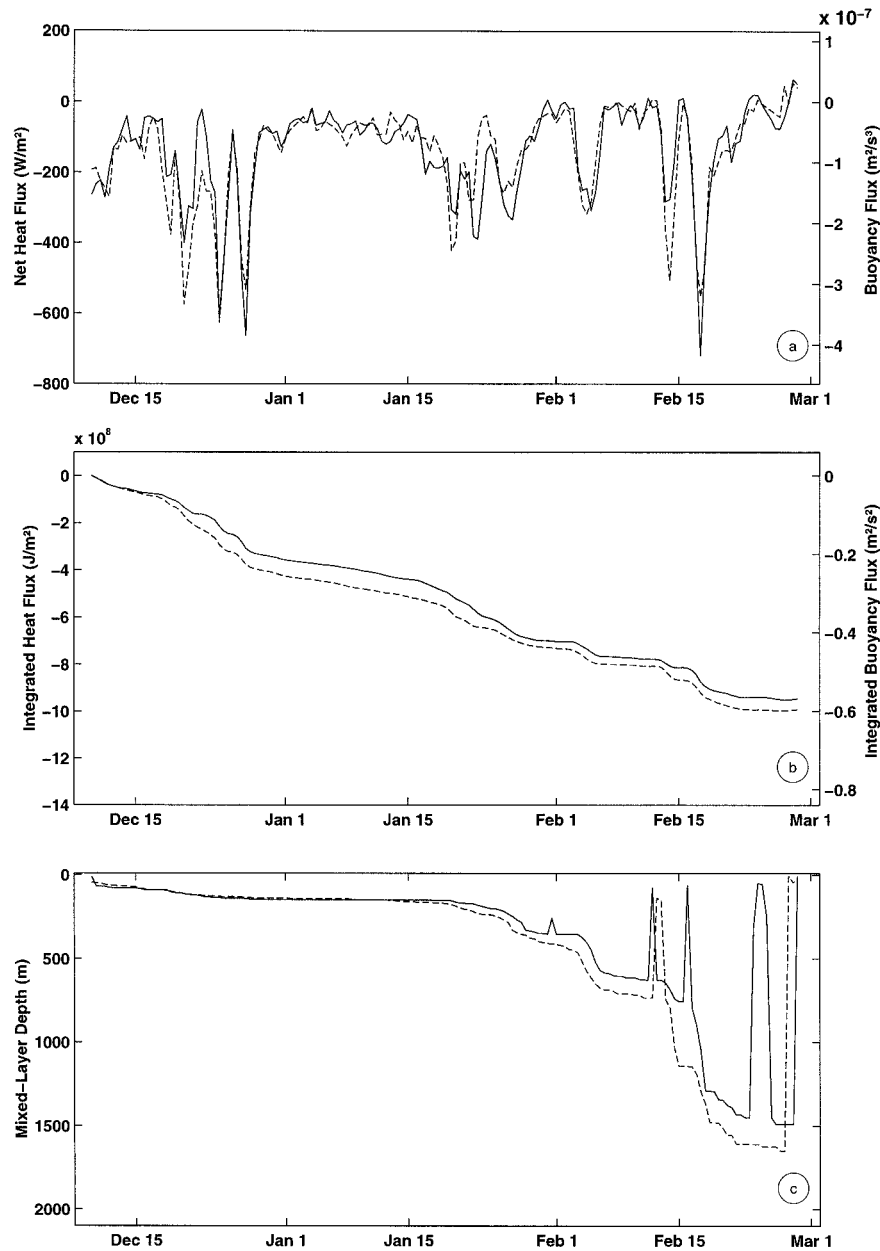 x 10⁻⁷
200
0
−200
−400
−600
−800
Net Heat Flux (W/m²)
1
0
−1
−2
−3
−4
Buoyancy Flux (m²/s³)
a
Dec 15 Jan 1 Jan 15 Feb 1 Feb 15 Mar 1
x 10⁸
0
−2
−4
−6
−8
−10
−12
−14
Integrated Heat Flux (J/m²)
0
−0.2
−0.4
−0.6
−0.8
Integrated Buoyancy Flux (m²/s²)
b
Dec 15 Jan 1 Jan 15 Feb 1 Feb 15 Mar 1
0
500
1000
1500
2000
Mixed−Layer Depth (m)
c
Dec 15 Jan 1 Jan 15 Feb 1 Feb 15 Mar 1